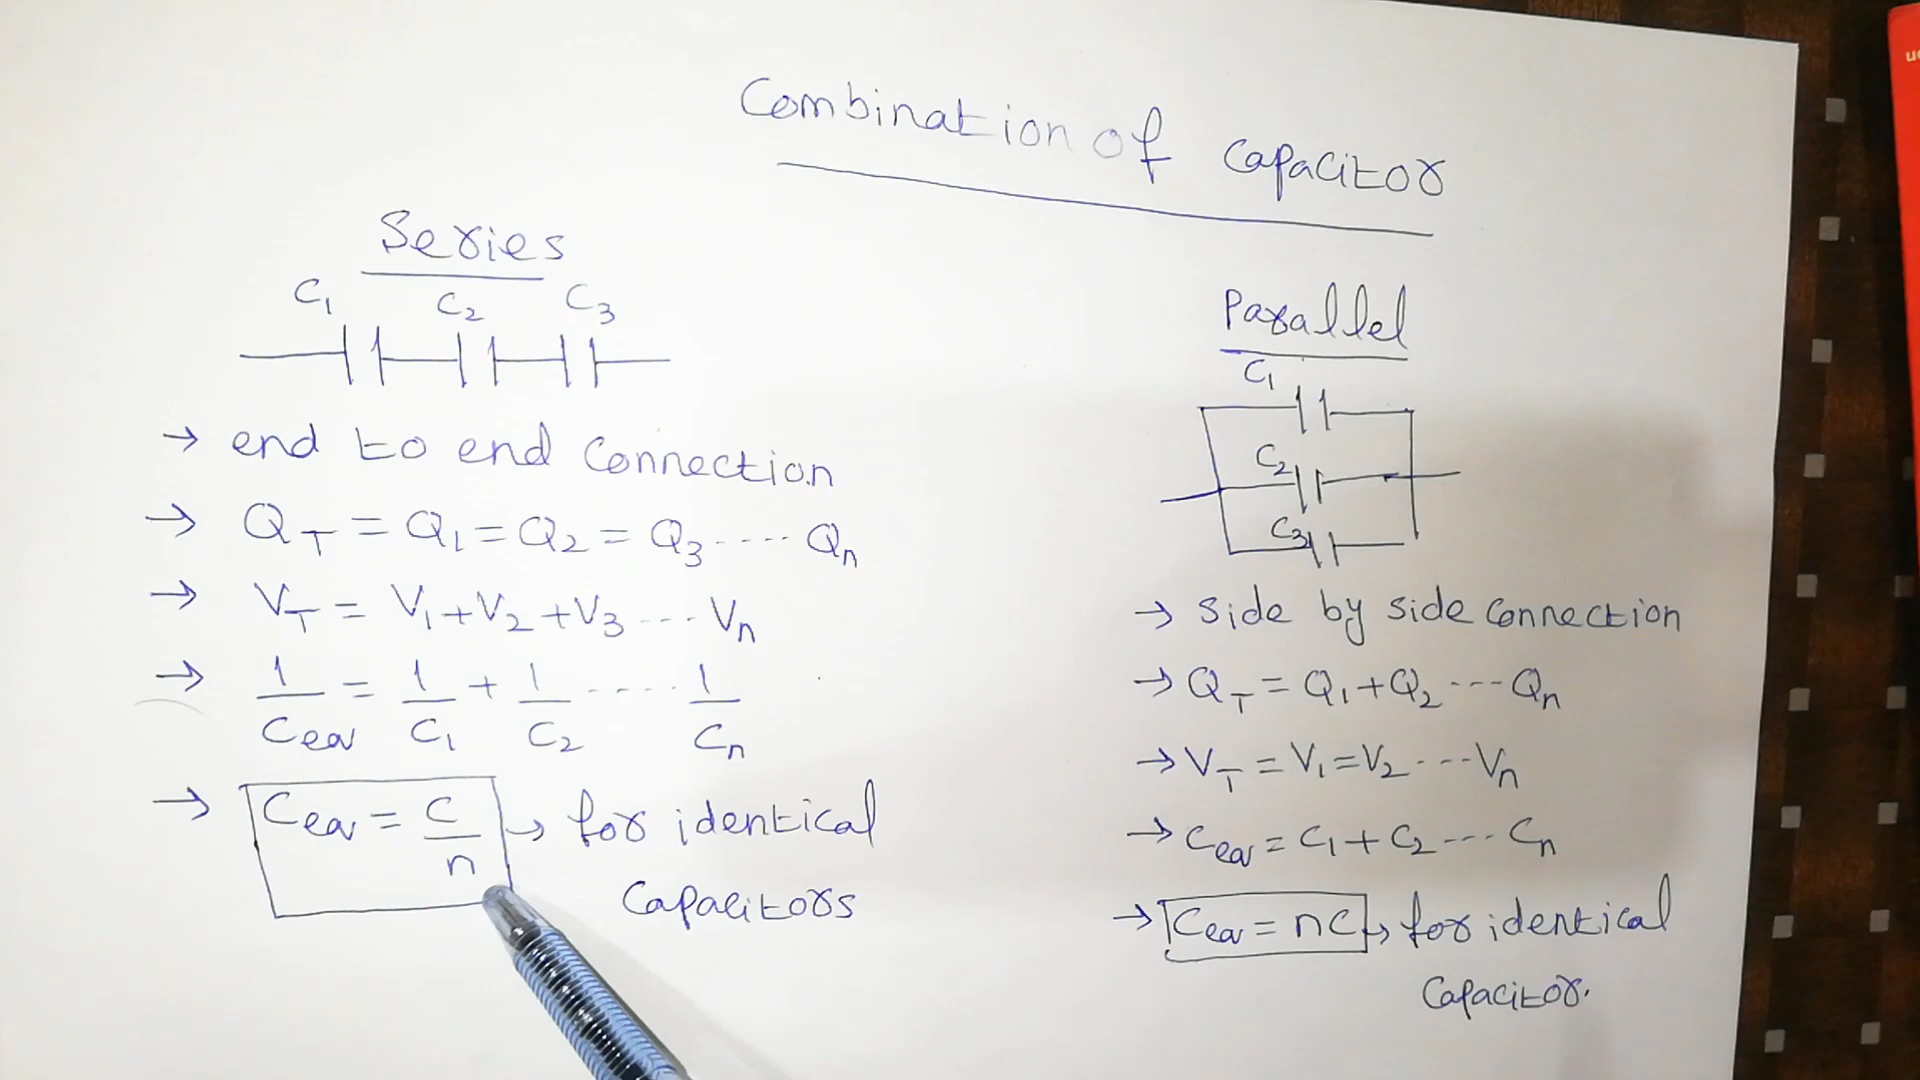 Combination of capacitor
Series
C1 C2 C3
→ end to end connection
→ QT = Q1 = Q2 = Q3 ---- Qn
→ VT = V1 + V2 + V3 --- Vn
→ 1/Ceq = 1/C1 + 1/C2 ---- 1/Cn
→ Ceq = C/n → for identical
capacitors
Parallel
C1
C2
C3
→ side by side connection
→ QT = Q1 + Q2 --- Qn
→ VT = V1 = V2 --- Vn
→ Ceq = C1 + C2 --- Cn
→ Ceq = nC → for identical
capacitor.